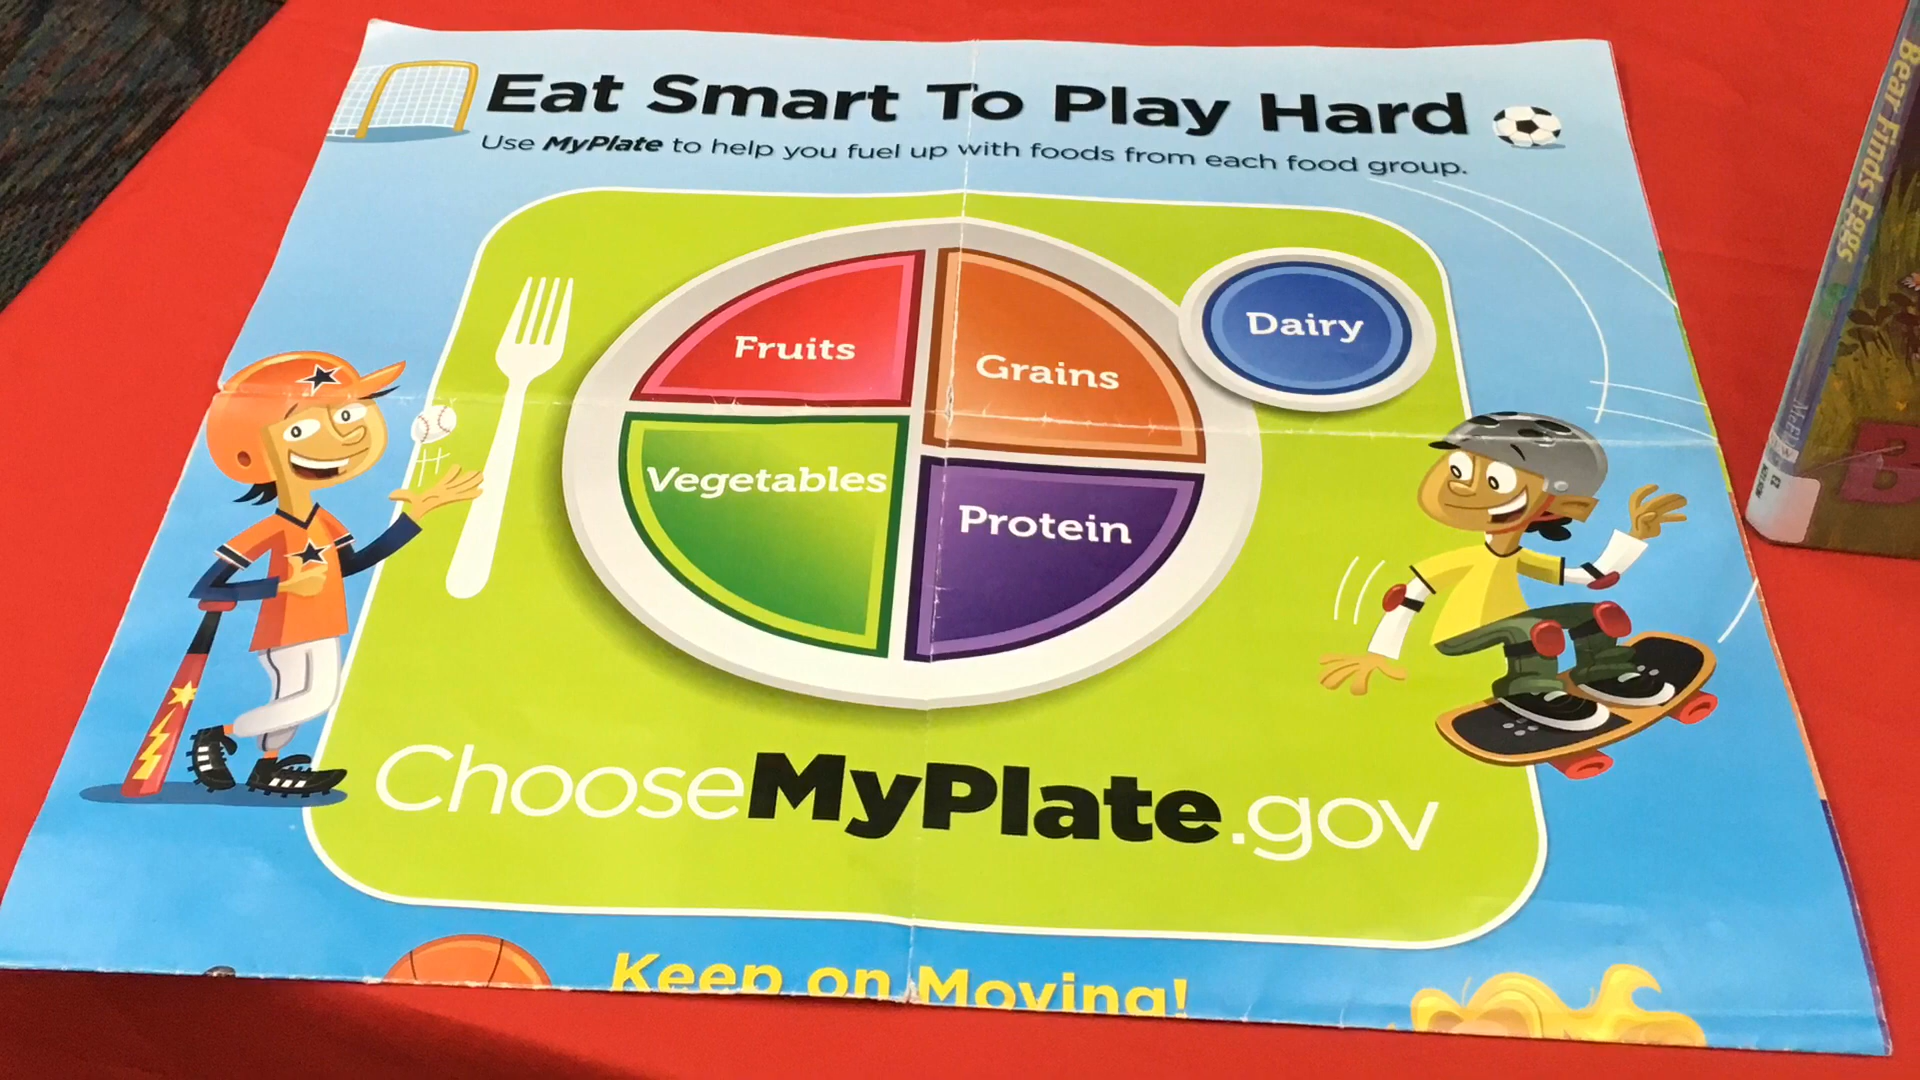 Eat Smart To Play Hard
Use MyPlate to help you fuel up with foods from each food group.
Fruits
Grains
Dairy
Vegetables
Protein
ChooseMyPlate.gov
Keep on Moving!
Bear Finds Eggs
B